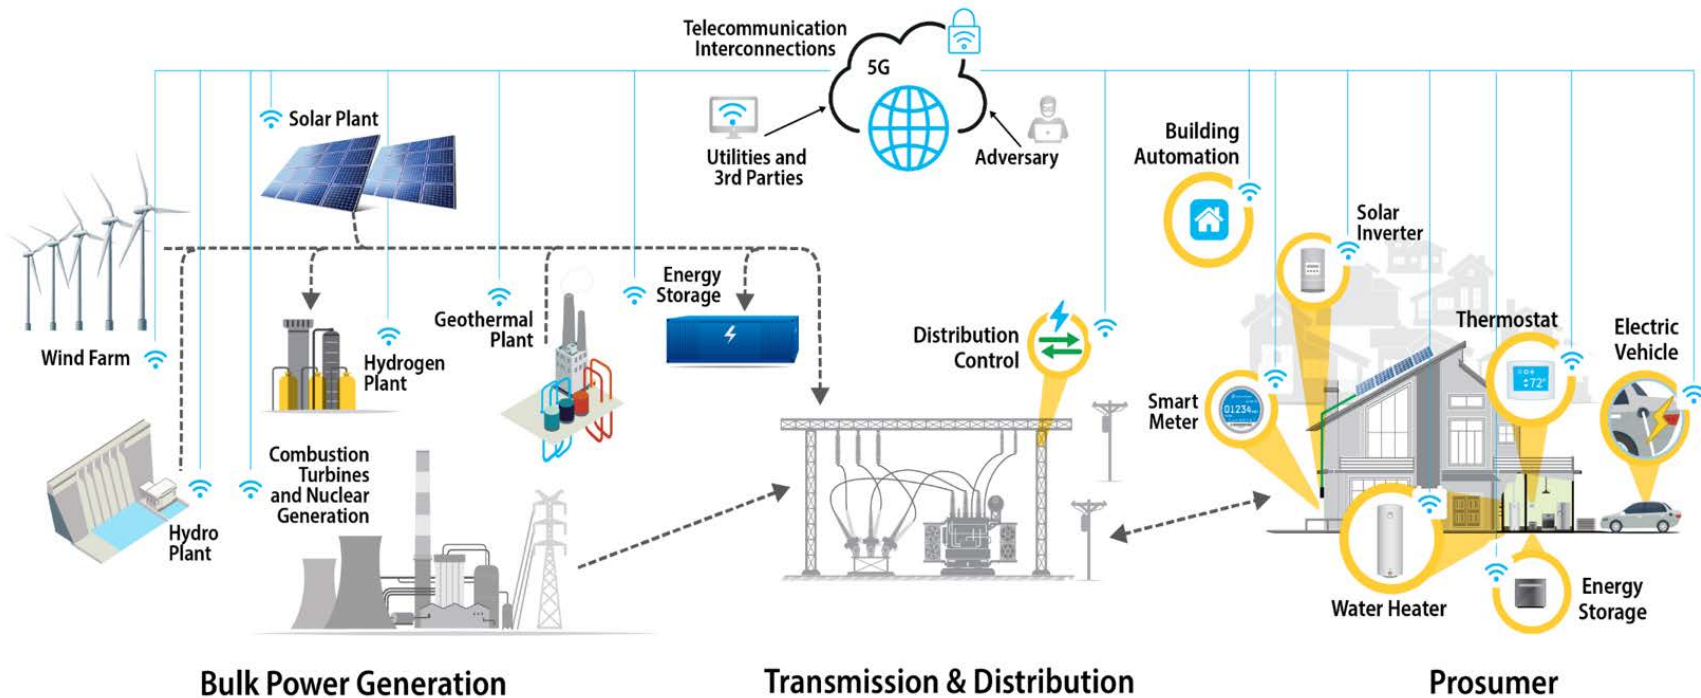 Telecommunication
Interconnections
5G
Solar Plant
Utilities and
3rd Parties
Adversary
Building
Automation
Solar
Inverter
Wind Farm
Hydrogen
Plant
Geothermal
Plant
Energy
Storage
Distribution
Control
Smart
Meter
01234
Thermostat
72°
Electric
Vehicle
Hydro
Plant
Combustion
Turbines
and Nuclear
Generation
Water Heater
Energy
Storage
Bulk Power Generation
Transmission & Distribution
Prosumer